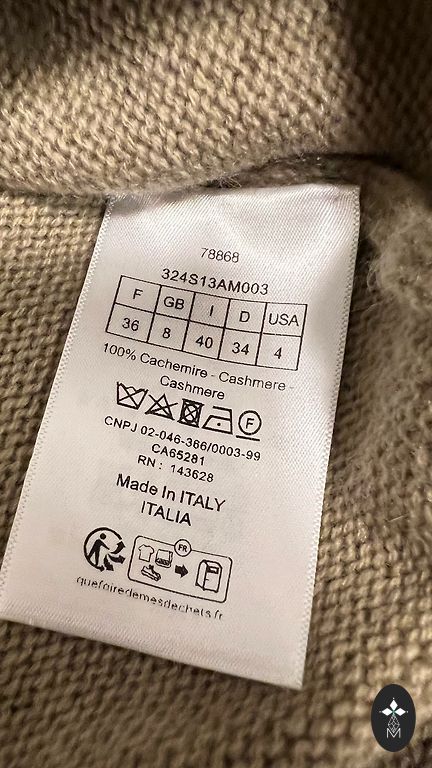 78868
324S13AM003
F GB I D USA
36 8 40 34 4
100% Cachemire - Cashmere -
Cashmere
F
CNPJ 02-046-366/0003-99
CA65281
RN : 143628
Made In ITALY
ITALIA
FR
quefairedemesdechets.fr
M